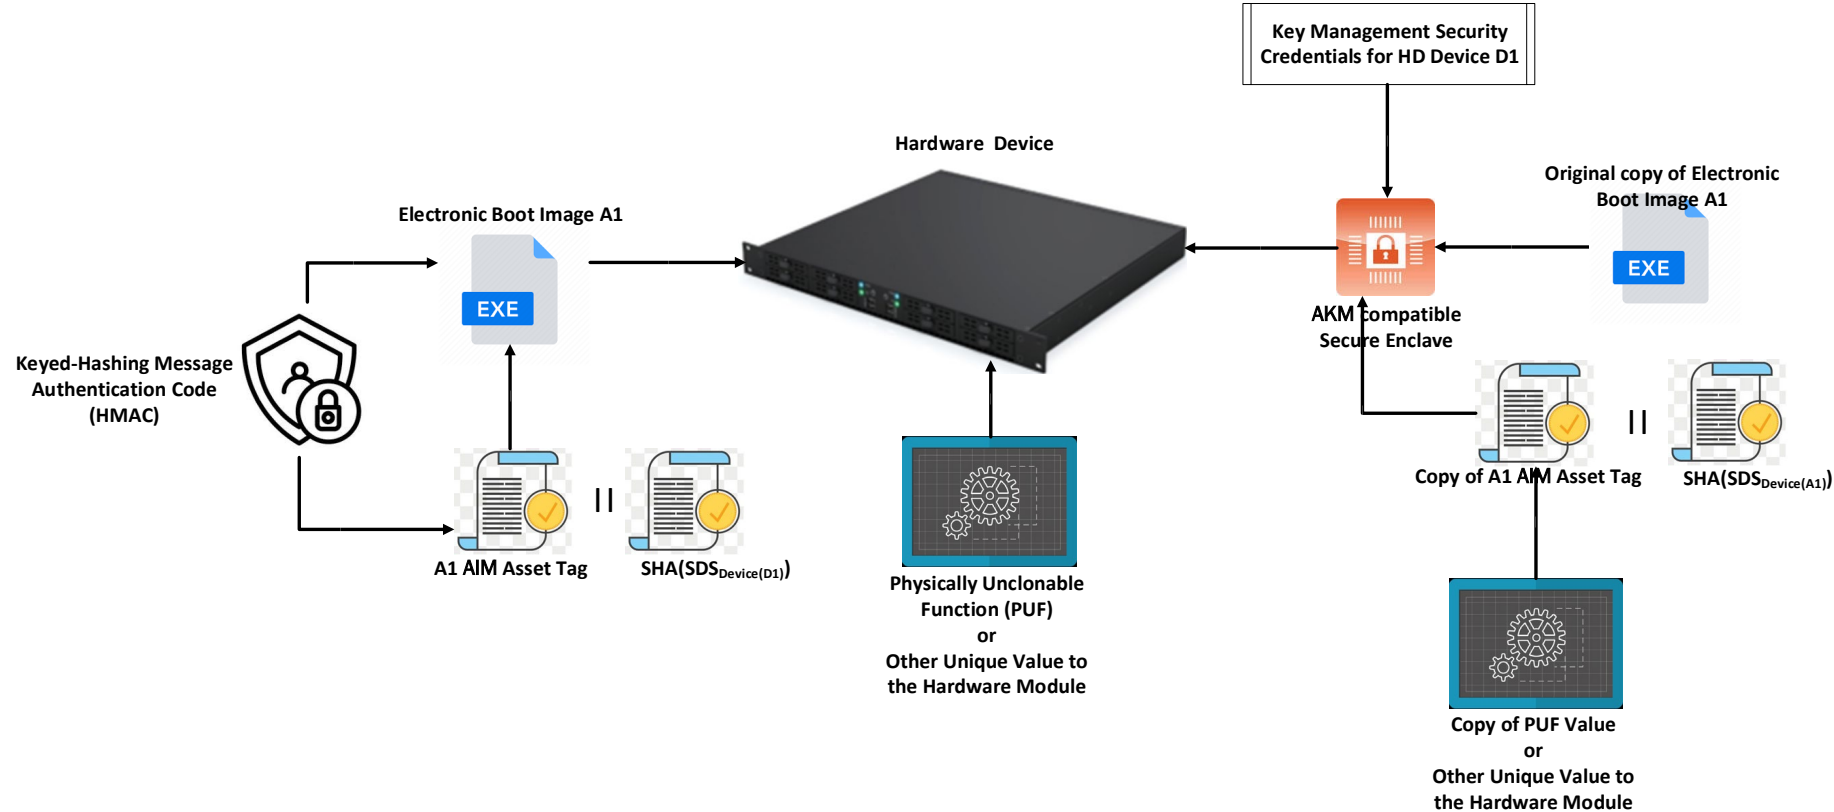 Key Management Security
Credentials for HD Device D1
Hardware Device
Original copy of Electronic
Boot Image A1
Electronic Boot Image A1
EXE
EXE
AKM compatible
Secure Enclave
Keyed-Hashing Message
Authentication Code
(HMAC)
||
||
Copy of A1 AIM Asset Tag
SHA(SDSDevice(A1))
A1 AIM Asset Tag
SHA(SDSDevice(D1))
Physically Unclonable
Function (PUF)
or
Other Unique Value to
the Hardware Module
Copy of PUF Value
or
Other Unique Value to
the Hardware Module